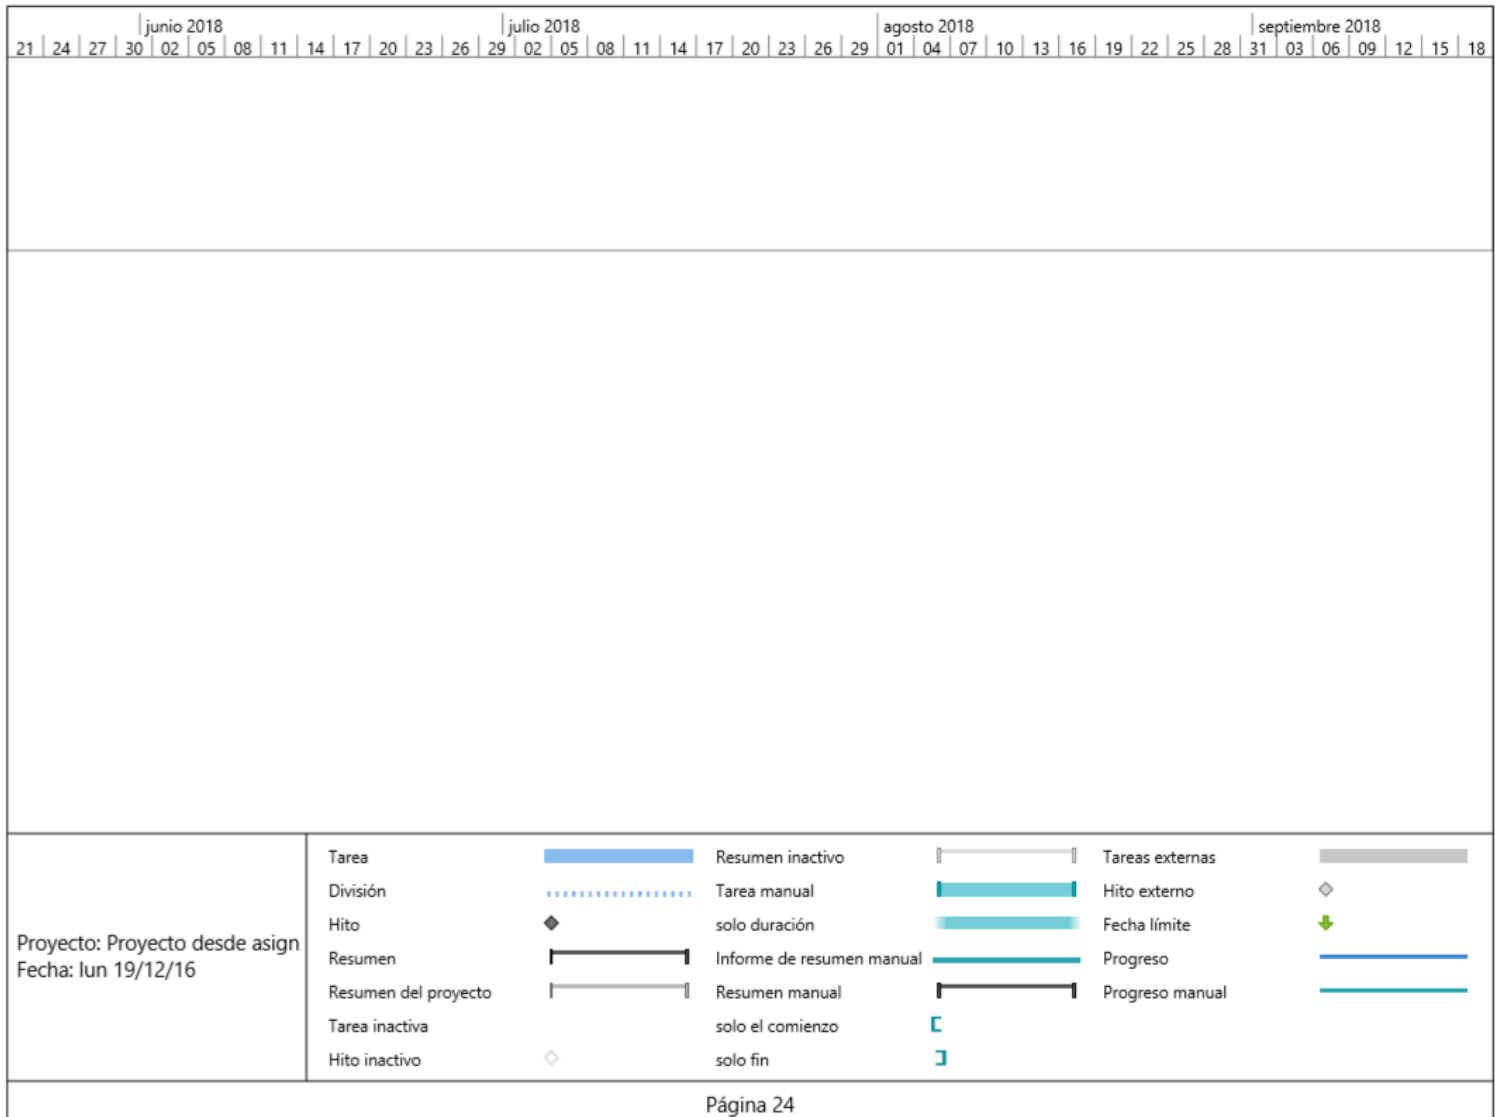 junio 2018 julio 2018 agosto 2018 septiembre 2018
21 24 27 30 02 05 08 11 14 17 20 23 26 29 02 05 08 11 14 17 20 23 26 29 01 04 07 10 13 16 19 22 25 28 31 03 06 09 12 15 18
Proyecto: Proyecto desde asign
Fecha: lun 19/12/16
Tarea
División
Hito
Resumen
Resumen del proyecto
Tarea inactiva
Hito inactivo
Resumen inactivo
Tarea manual
solo duración
Informe de resumen manual
Resumen manual
solo el comienzo
solo fin
Tareas externas
Hito externo
Fecha límite
Progreso
Progreso manual
Página 24